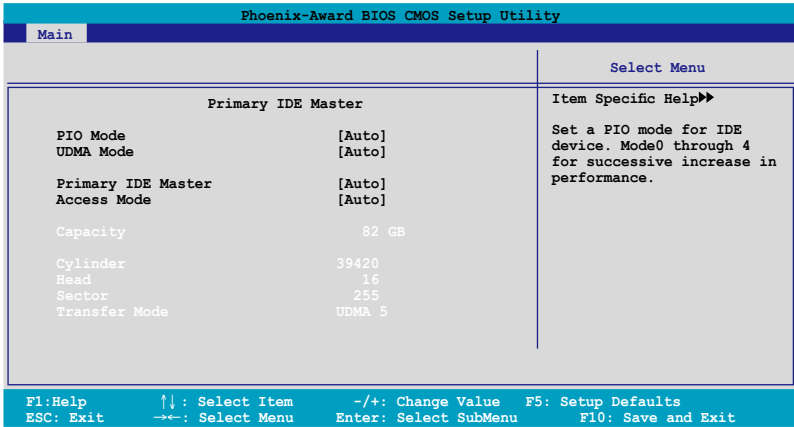 Phoenix-Award BIOS CMOS Setup Utility
Main
Select Menu
Primary IDE Master
PIO Mode [Auto]
UDMA Mode [Auto]
Primary IDE Master [Auto]
Access Mode [Auto]
Capacity 82 GB
Cylinder 39420
Head 16
Sector 255
Transfer Mode UDMA 5
Item Specific Help▶▶
Set a PIO mode for IDE
device. Mode0 through 4
for successive increase in
performance.
F1:Help ↑↓: Select Item -/+: Change Value F5: Setup Defaults
ESC: Exit →←: Select Menu Enter: Select SubMenu F10: Save and Exit